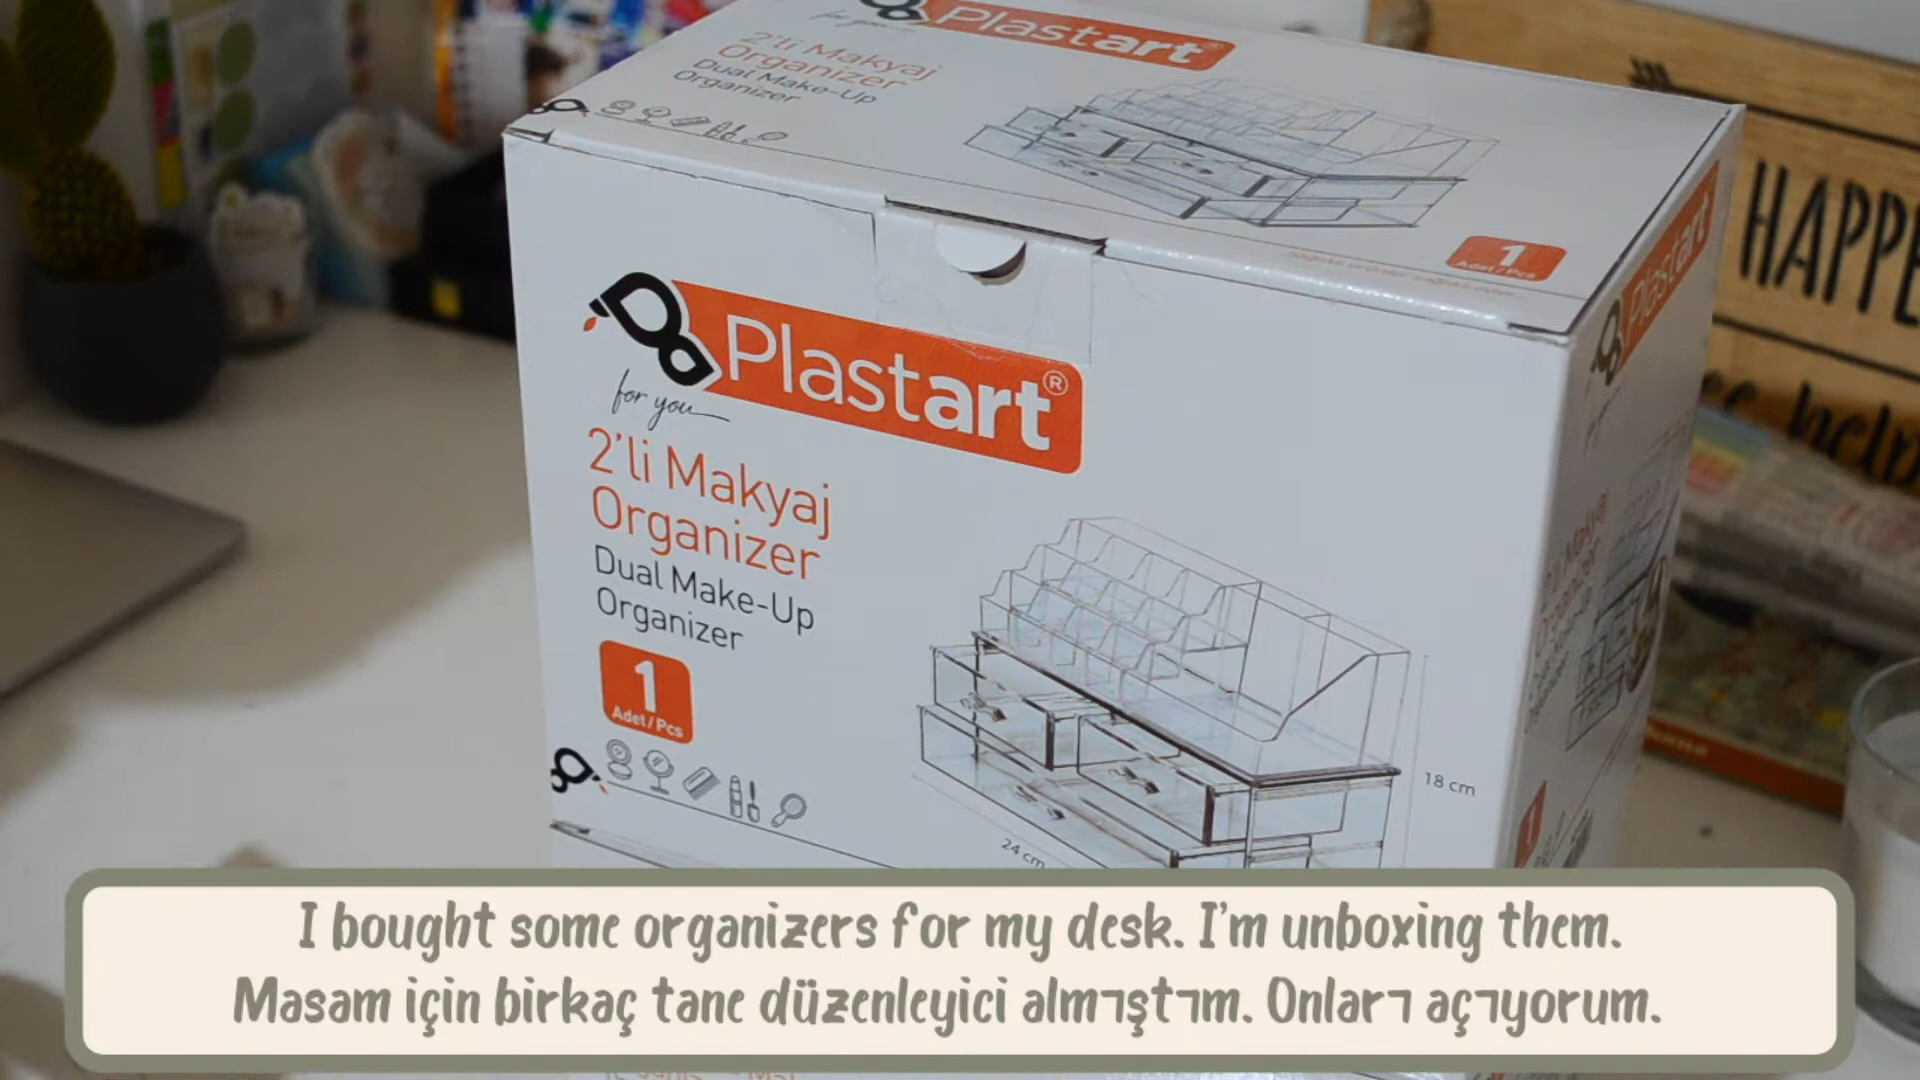 Plastart
2'li Makyaj
Organizer
Dual Make-Up
Organizer
1
Adet / Pcs
HAPPE
Plastart®
for you
2'li Makyaj
Organizer
Dual Make-Up
Organizer
1
Adet / Pcs
18 cm
24 cm
Plastart
1
I bought some organizers for my desk. I'm unboxing them.
Masam için birkaç tane düzenleyici almıştım. Onları açıyorum.